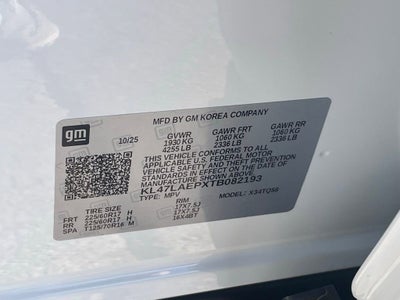 MFD BY GM KOREA COMPANY
gm
10/25 GVWR GAWR FRT GAWR RR
1930 KG 1060 KG 1060 KG
4255 LB 2336 LB 2336 LB
THIS VEHICLE CONFORMS TO ALL
APPLICABLE U.S. FEDERAL MOTOR
VEHICLE SAFETY, BUMPER, AND
THEFT PREVENTION STANDARDS IN
EFFECT ON THE DATE OF
MANUFACTURE SHOWN ABOVE.
KL47LAEPXTB082193
TYPE: MPV MODEL: X34TQ58
TIRE SIZE RIM
FRT 225/60R17 H 17X7.5J
RR 225/60R17 H 17X7.5J
SPA T125/70R16 M 16X4BT